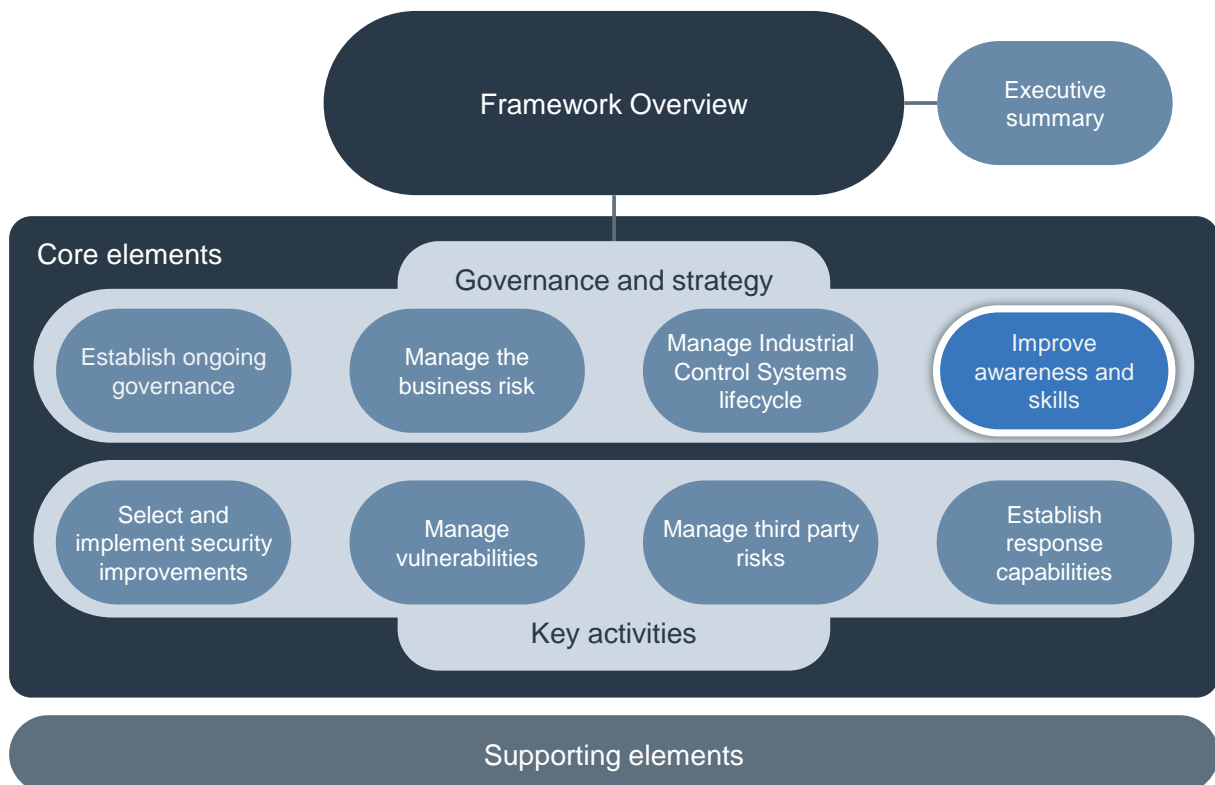 Framework Overview
Executive
summary
Core elements
Governance and strategy
Establish ongoing
governance
Manage the
business risk
Manage Industrial
Control Systems
lifecycle
Improve
awareness and
skills
Select and
implement security
improvements
Manage
vulnerabilities
Manage third party
risks
Establish
response
capabilities
Key activities
Supporting elements